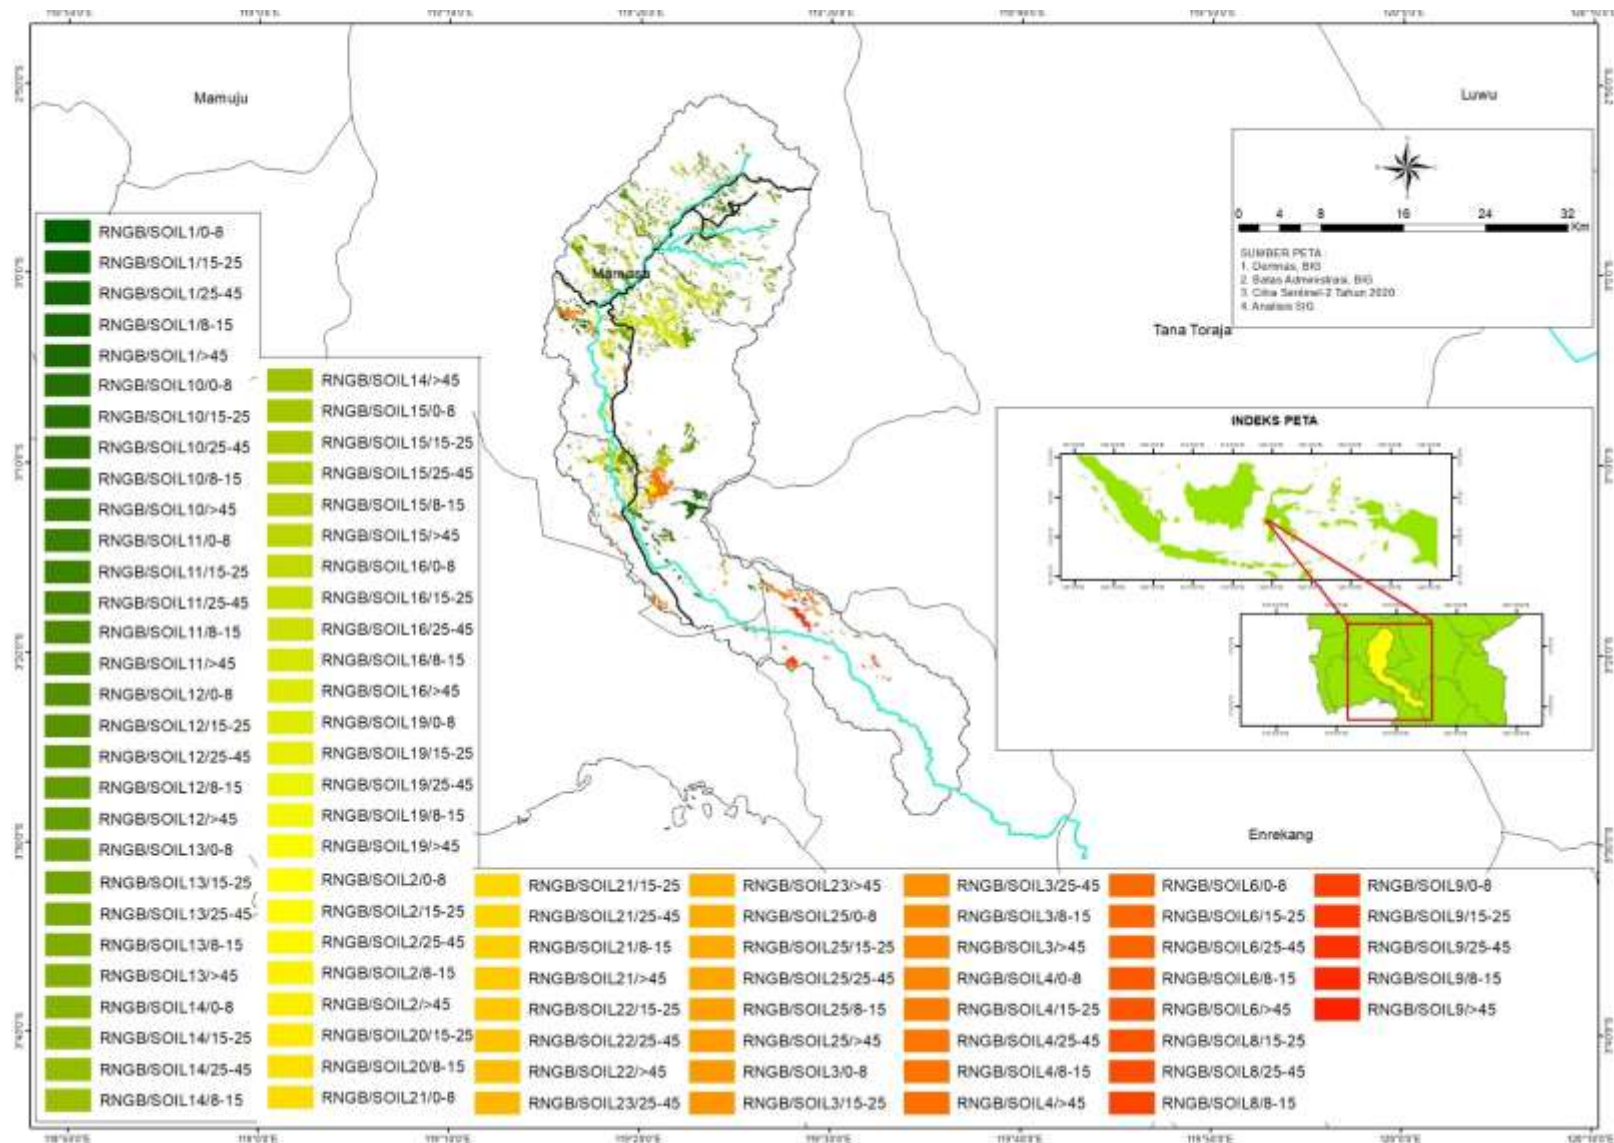 Mamuju
Luwu
Mamasa
Tana Toraja
Enrekang
0 4 8 16 24 32
Km
SUMBER PETA :
1. Demnas, BIG
2. Batas Administrasi, BIG
3. Citra Sentinel-2 Tahun 2020
4. Analisis SIG
INDEKS PETA
RNGB/SOIL1/0-8
RNGB/SOIL1/15-25
RNGB/SOIL1/25-45
RNGB/SOIL1/8-15
RNGB/SOIL1/>45
RNGB/SOIL10/0-8
RNGB/SOIL10/15-25
RNGB/SOIL10/25-45
RNGB/SOIL10/8-15
RNGB/SOIL10/>45
RNGB/SOIL11/0-8
RNGB/SOIL11/15-25
RNGB/SOIL11/25-45
RNGB/SOIL11/8-15
RNGB/SOIL11/>45
RNGB/SOIL12/0-8
RNGB/SOIL12/15-25
RNGB/SOIL12/25-45
RNGB/SOIL12/8-15
RNGB/SOIL12/>45
RNGB/SOIL13/0-8
RNGB/SOIL13/15-25
RNGB/SOIL13/25-45
RNGB/SOIL13/8-15
RNGB/SOIL13/>45
RNGB/SOIL14/0-8
RNGB/SOIL14/15-25
RNGB/SOIL14/25-45
RNGB/SOIL14/8-15
RNGB/SOIL14/>45
RNGB/SOIL15/0-8
RNGB/SOIL15/15-25
RNGB/SOIL15/25-45
RNGB/SOIL15/8-15
RNGB/SOIL15/>45
RNGB/SOIL16/0-8
RNGB/SOIL16/15-25
RNGB/SOIL16/25-45
RNGB/SOIL16/8-15
RNGB/SOIL16/>45
RNGB/SOIL19/0-8
RNGB/SOIL19/15-25
RNGB/SOIL19/25-45
RNGB/SOIL19/8-15
RNGB/SOIL19/>45
RNGB/SOIL2/0-8
RNGB/SOIL2/15-25
RNGB/SOIL2/25-45
RNGB/SOIL2/8-15
RNGB/SOIL2/>45
RNGB/SOIL20/15-25
RNGB/SOIL20/8-15
RNGB/SOIL21/0-8
RNGB/SOIL21/15-25
RNGB/SOIL21/25-45
RNGB/SOIL21/8-15
RNGB/SOIL21/>45
RNGB/SOIL22/15-25
RNGB/SOIL22/25-45
RNGB/SOIL22/>45
RNGB/SOIL23/25-45
RNGB/SOIL23/>45
RNGB/SOIL25/0-8
RNGB/SOIL25/15-25
RNGB/SOIL25/25-45
RNGB/SOIL25/8-15
RNGB/SOIL25/>45
RNGB/SOIL3/0-8
RNGB/SOIL3/15-25
RNGB/SOIL3/25-45
RNGB/SOIL3/8-15
RNGB/SOIL3/>45
RNGB/SOIL4/0-8
RNGB/SOIL4/15-25
RNGB/SOIL4/25-45
RNGB/SOIL4/8-15
RNGB/SOIL4/>45
RNGB/SOIL6/0-8
RNGB/SOIL6/15-25
RNGB/SOIL6/25-45
RNGB/SOIL6/8-15
RNGB/SOIL6/>45
RNGB/SOIL8/15-25
RNGB/SOIL8/25-45
RNGB/SOIL8/8-15
RNGB/SOIL9/0-8
RNGB/SOIL9/15-25
RNGB/SOIL9/25-45
RNGB/SOIL9/8-15
RNGB/SOIL9/>45